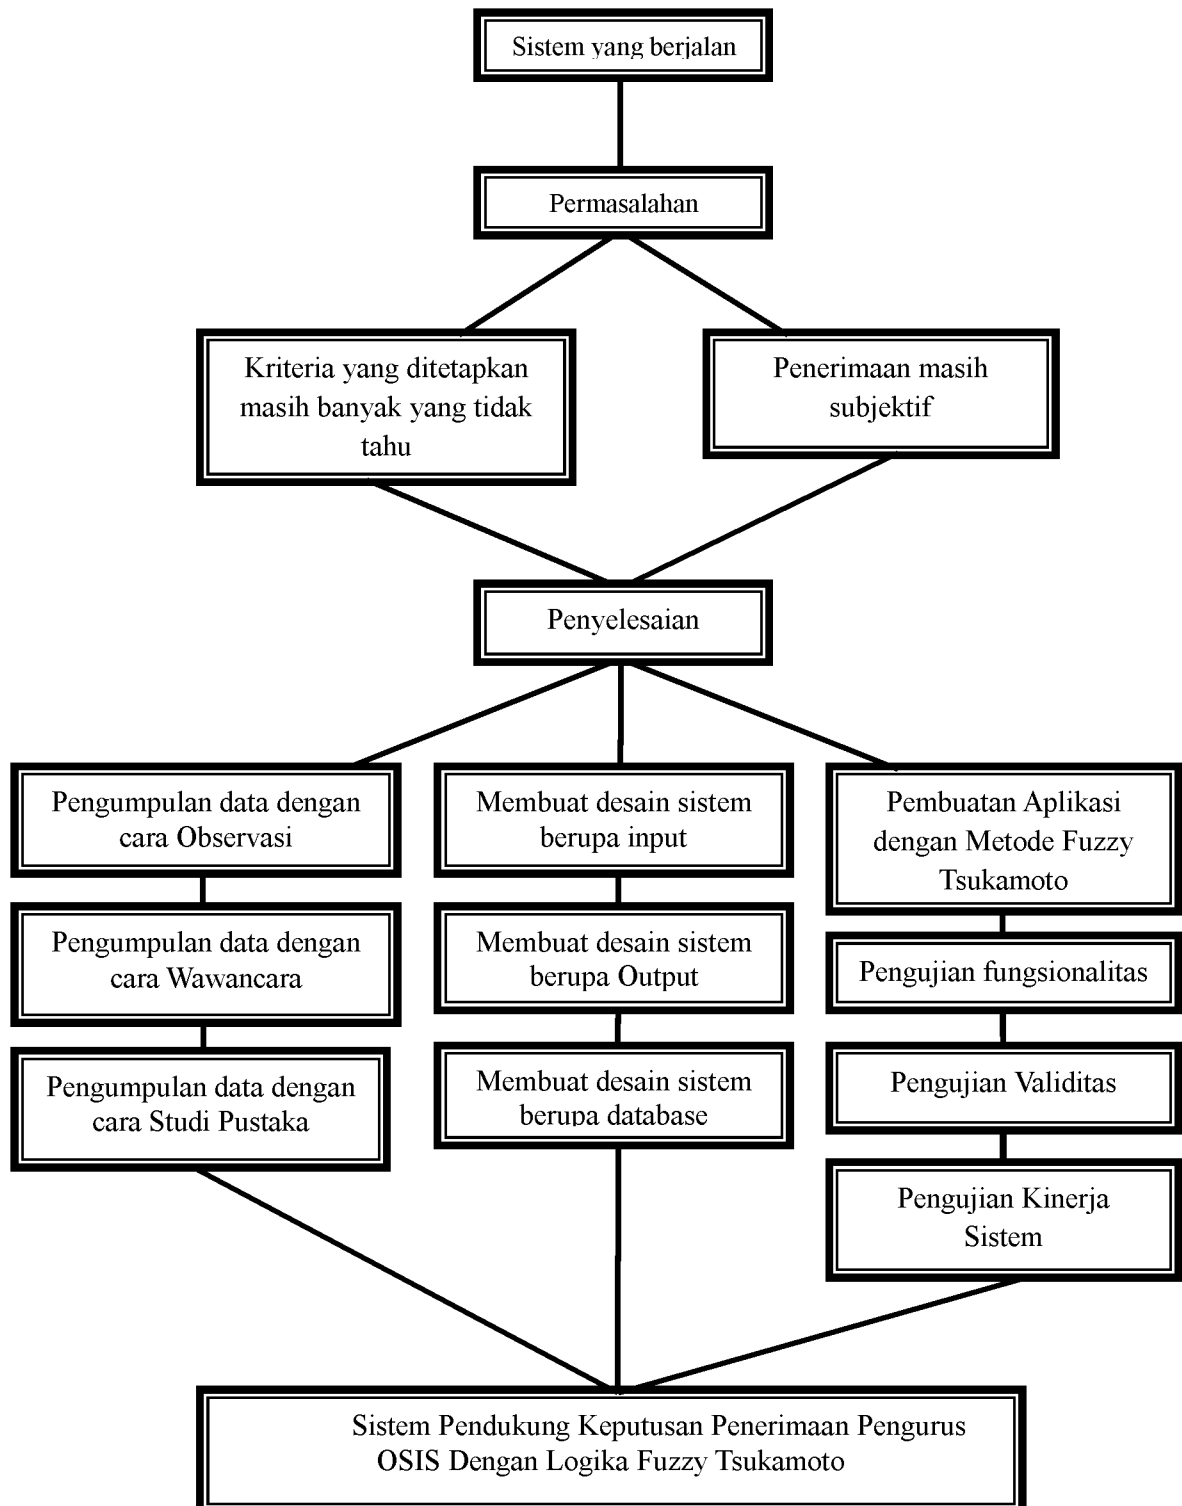 Sistem yang berjalan
Permasalahan
Kriteria yang ditetapkan
masih banyak yang tidak
tahu
Penerimaan masih
subjektif
Penyelesaian
Pengumpulan data dengan
cara Observasi
Pengumpulan data dengan
cara Wawancara
Pengumpulan data dengan
cara Studi Pustaka
Membuat desain sistem
berupa input
Membuat desain sistem
berupa Output
Membuat desain sistem
berupa database
Pembuatan Aplikasi
dengan Metode Fuzzy
Tsukamoto
Pengujian fungsionalitas
Pengujian Validitas
Pengujian Kinerja
Sistem
Sistem Pendukung Keputusan Penerimaan Pengurus
OSIS Dengan Logika Fuzzy Tsukamoto